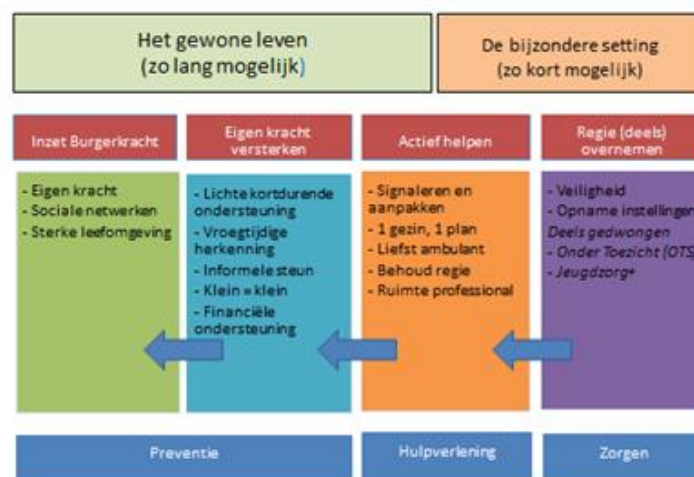 Het gewone leven
(zo lang mogelijk)
De bijzondere setting
(zo kort mogelijk)
Inzet Burgerkracht
Eigen kracht
versterken
Actief helpen
Regie (deels)
overnemen
- Eigen kracht
- Sociale netwerken
- Sterke leefomgeving
- Lichte kortdurende
ondersteuning
- Vroegtijdige
herkenning
- Informele steun
- Klein = klein
- Financiële
ondersteuning
- Signaleren en
aanpakken
- 1 gezin, 1 plan
- Liefst ambulant
- Behoud regie
- Ruimte professional
- Veiligheid
- Opname instellingen
Deels gedwongen
- Onder Toezicht (OTS)
- Jeugdzorg+
Preventie
Hulpverlening
Zorgen